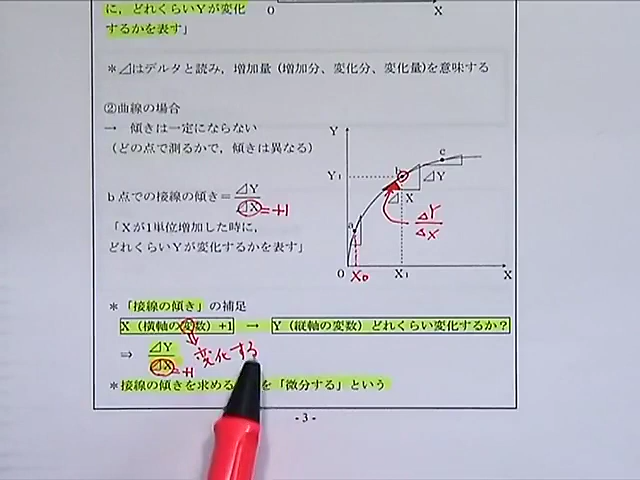 に，どれくらいＹが変化
するかを表す」
0
X
＊⊿はデルタと読み，増加量（増加分、変化分、変化量）を意味する
②曲線の場合
→ 傾きは一定にならない
（どの点で測るかで，傾きは異なる）
ｂ点での接線の傾き＝⊿Y
⊿X =+1
「Ｘが1単位増加した時に，
どれくらいＹが変化するかを表す」
Y
c
b
⊿Y
Y1
⊿
X
ΔY
ΔX
a
0
X0
X1
X
＊「接線の傾き」の補足
X（横軸の変数）+1 → Y（縦軸の変数）どれくらい変化するか？
⇒ ⊿Y
⊿X =+1
変化する
＊接線の傾きを求める を「微分する」という
- 3 -